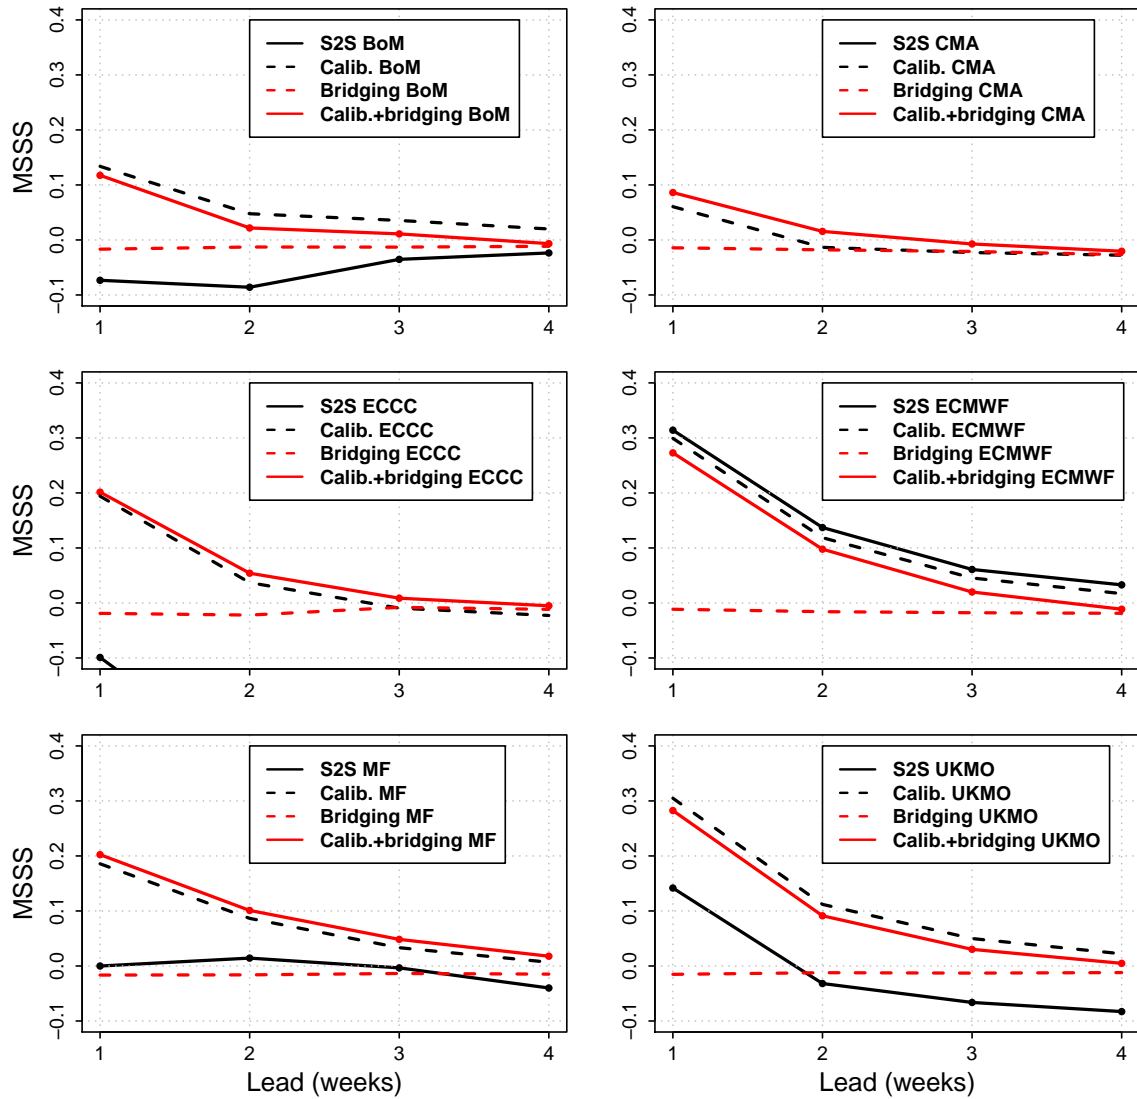 MSSS
0.4
0.3
0.2
0.1
0.0
−0.1
S2S BoM
Calib. BoM
Bridging BoM
Calib.+bridging BoM
1 2 3 4
0.4
0.3
0.2
0.1
0.0
−0.1
S2S CMA
Calib. CMA
Bridging CMA
Calib.+bridging CMA
1 2 3 4
MSSS
0.4
0.3
0.2
0.1
0.0
−0.1
S2S ECCC
Calib. ECCC
Bridging ECCC
Calib.+bridging ECCC
1 2 3 4
0.4
0.3
0.2
0.1
0.0
−0.1
S2S ECMWF
Calib. ECMWF
Bridging ECMWF
Calib.+bridging ECMWF
1 2 3 4
MSSS
0.4
0.3
0.2
0.1
0.0
−0.1
S2S MF
Calib. MF
Bridging MF
Calib.+bridging MF
1 2 3 4
Lead (weeks)
0.4
0.3
0.2
0.1
0.0
−0.1
S2S UKMO
Calib. UKMO
Bridging UKMO
Calib.+bridging UKMO
1 2 3 4
Lead (weeks)